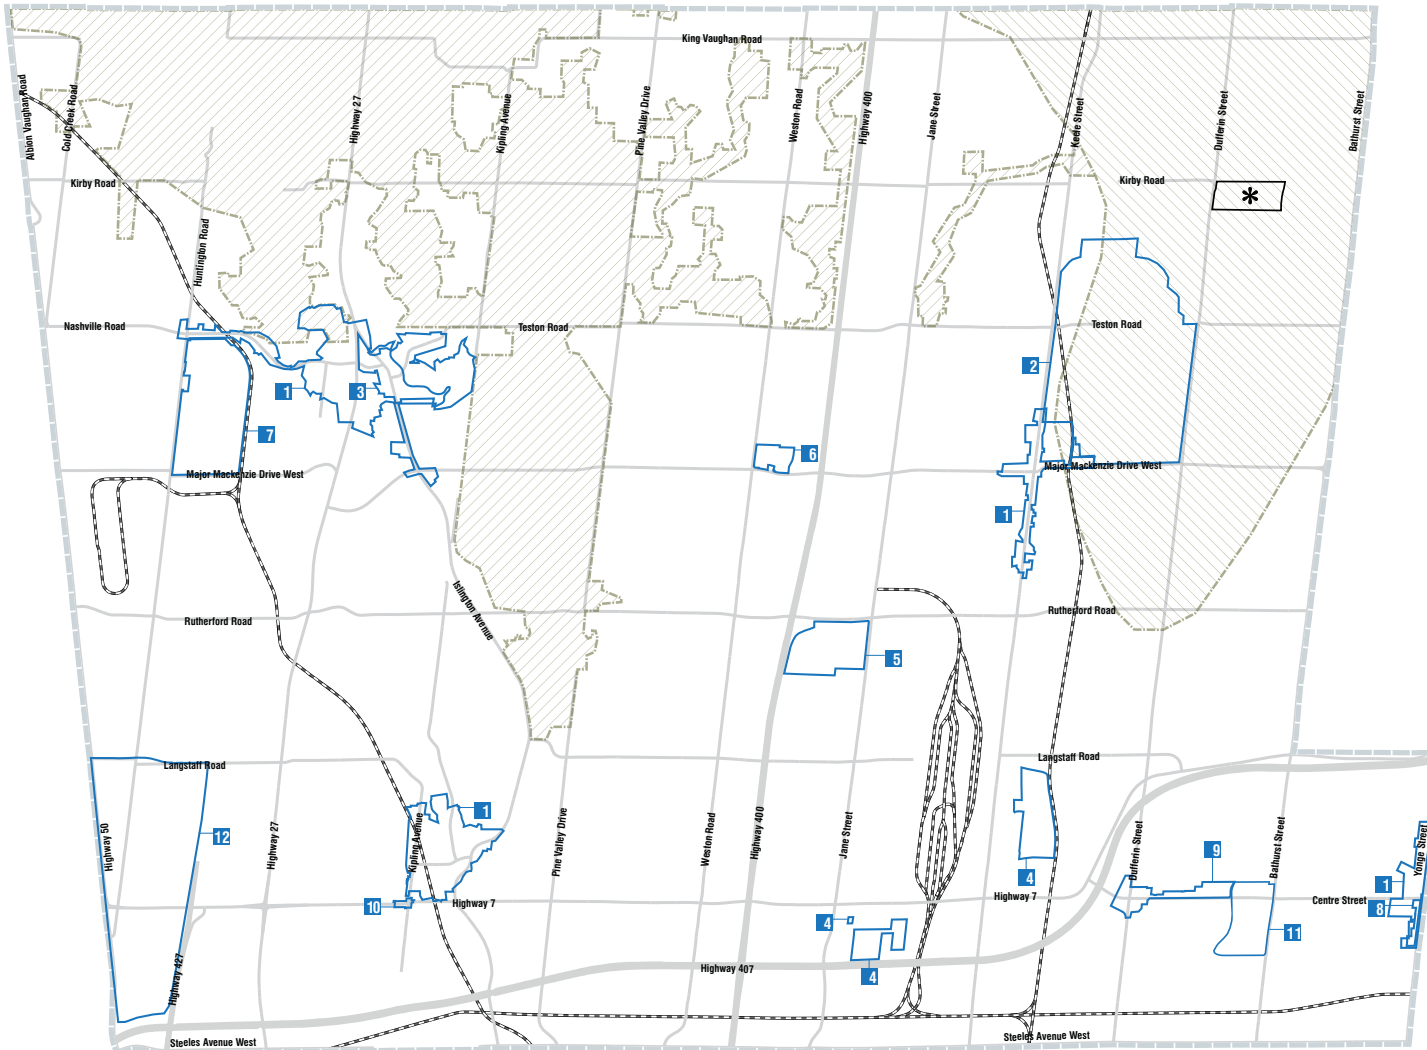 King Vaughan Road
Albion Vaughan Road
Cold Creek Road
Highway 27
Kipling Avenue
Pine Valley Drive
Weston Road
Highway 400
Jane Street
Keele Street
Dufferin Street
Bathurst Street
Kirby Road
Kirby Road
*
Huntington Road
Nashville Road
Teston Road
Teston Road
2
1
3
7
6
Major Mackenzie Drive West
Major Mackenzie Drive West
1
Islington Avenue
Rutherford Road
Rutherford Road
5
Langstaff Road
Langstaff Road
Highway 50
12
Highway 27
Kipling Avenue
1
Pine Valley Drive
Weston Road
Highway 400
Jane Street
Dufferin Street
9
Bathurst Street
Yonge Street
4
1
10
Highway 7
Highway 7
Centre Street
8
4
11
Highway 427
Highway 407
4
Steeles Avenue West
Steeles Avenue West